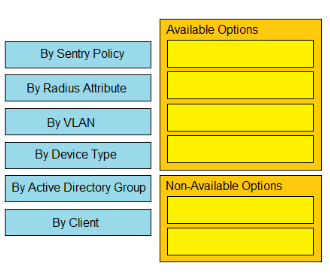 Available Options
By Sentry Policy
By Radius Attribute
By VLAN
By Device Type
By Active Directory Group
Non-Available Options
By Client